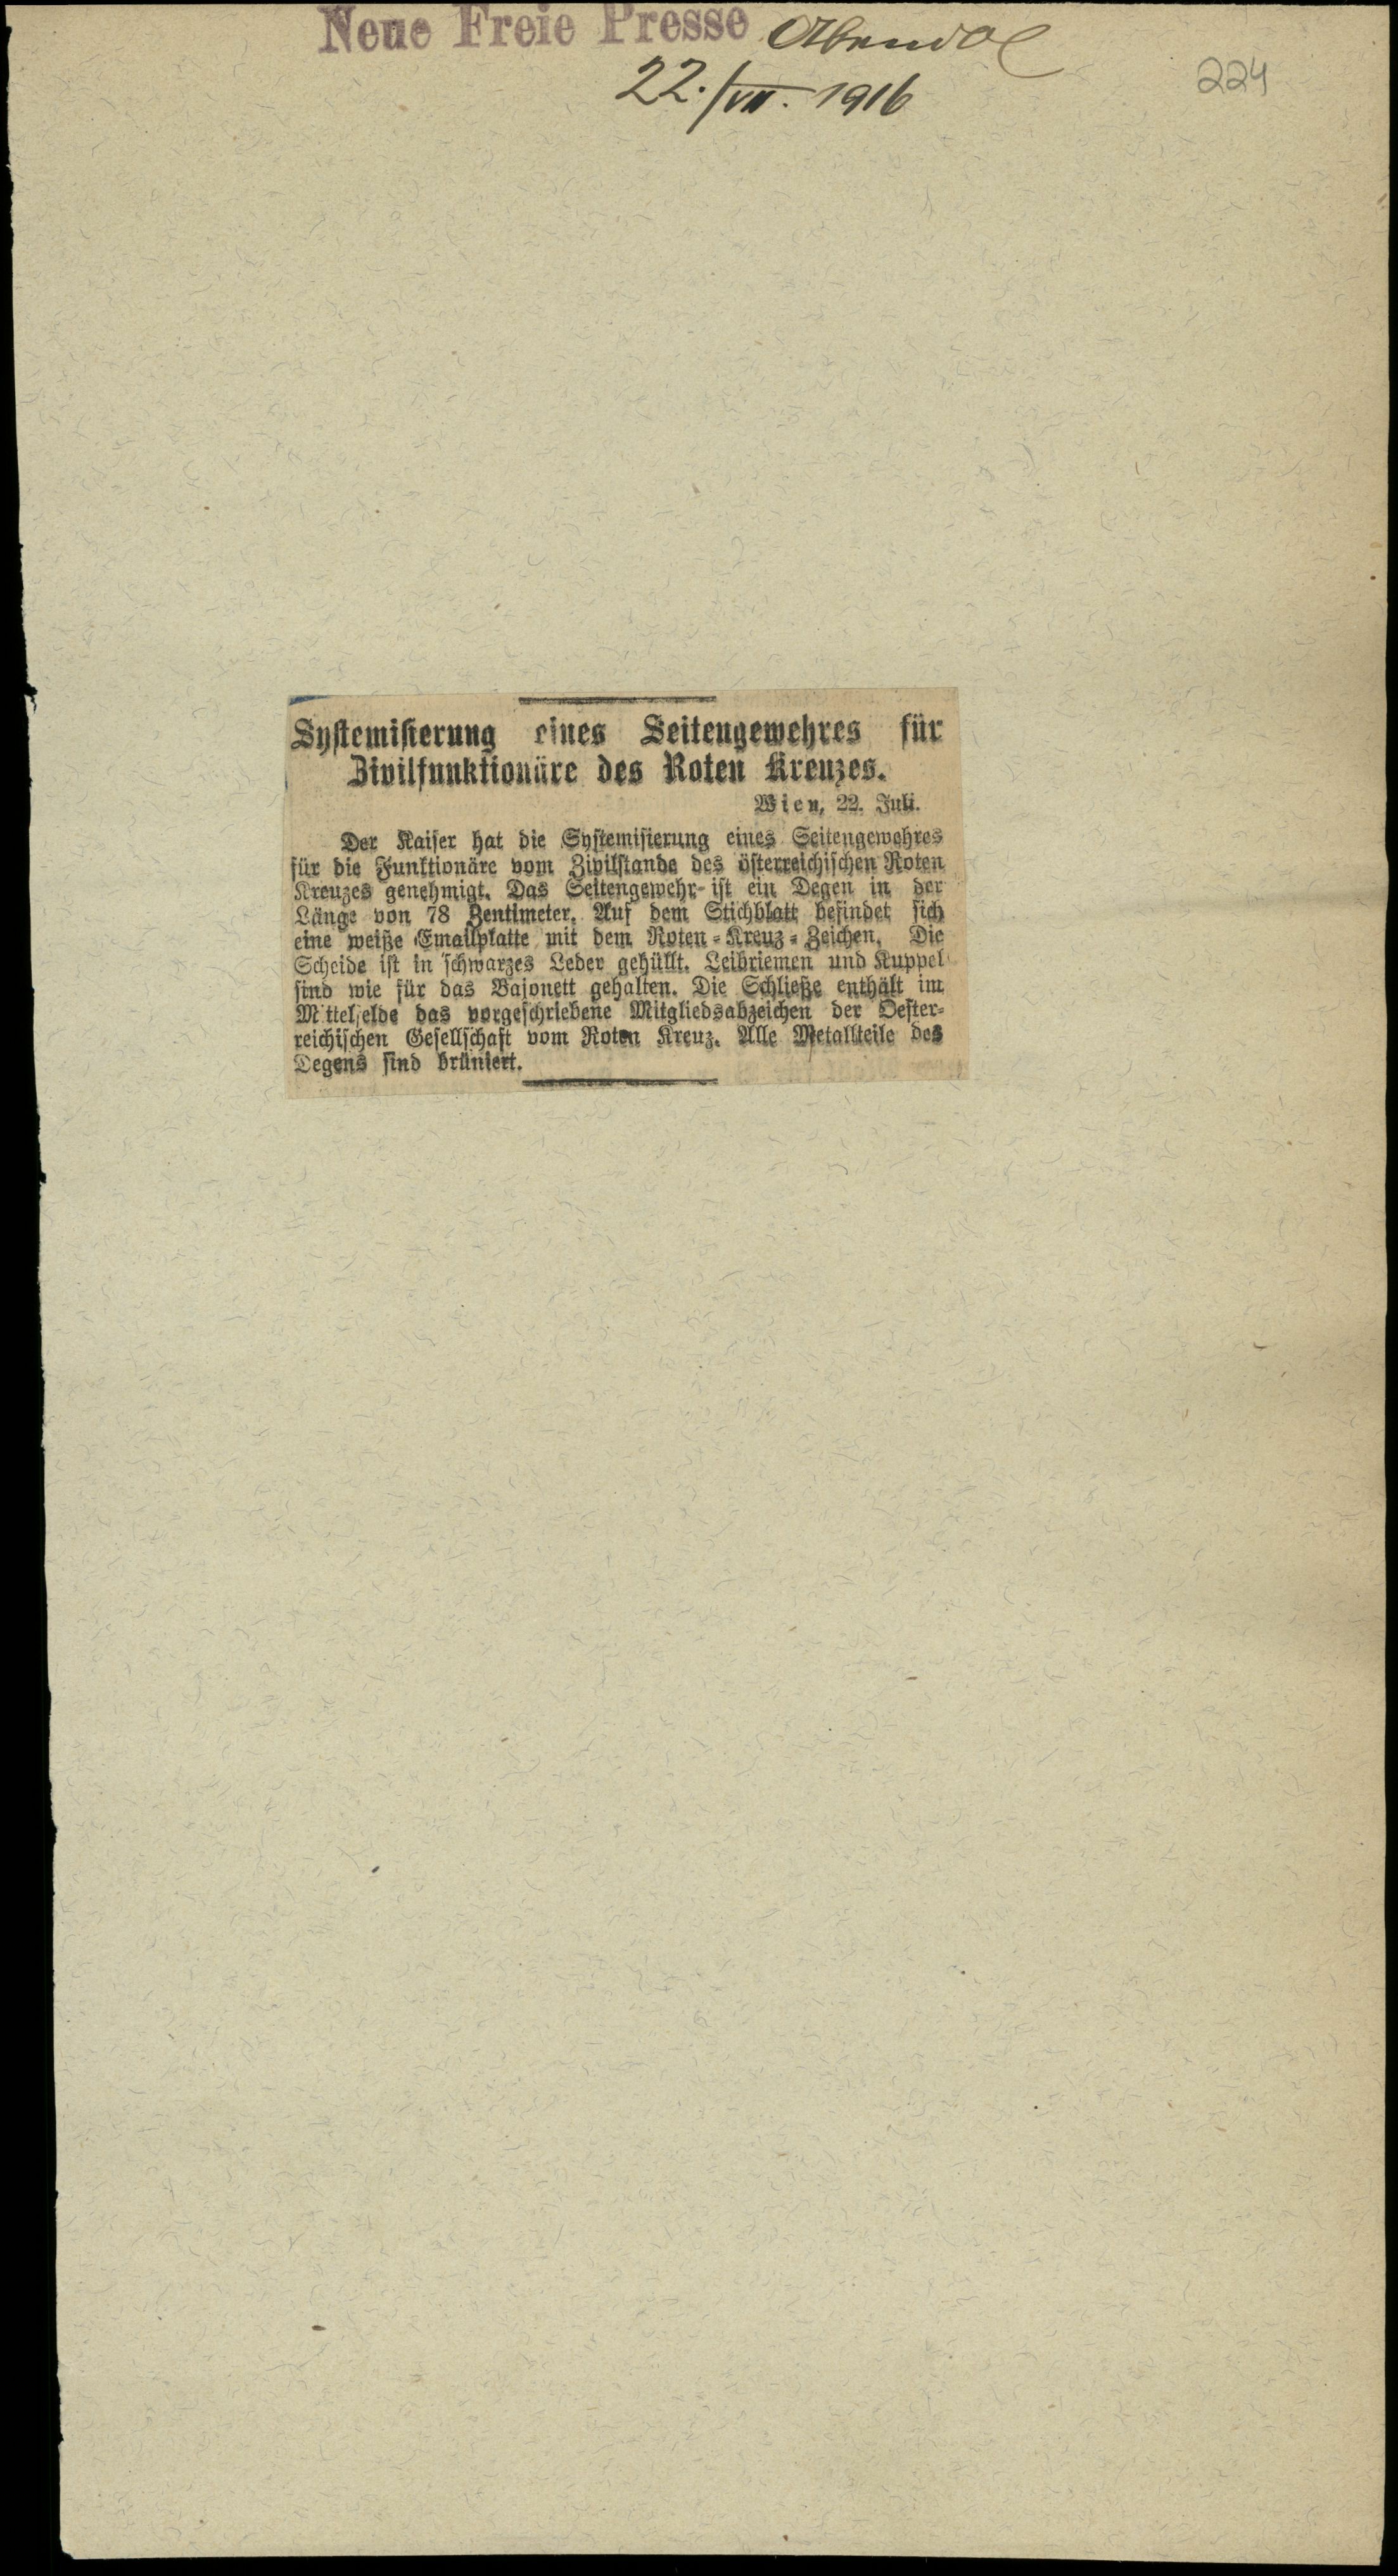 Neue Freie Presse Abend
22./VII. 1916
224
Systemisierung eines Seitengewehres für
Zivilfunktionäre des Roten Kreuzes.
Wien, 22. Juli.
Der Kaiser hat die Systemisierung eines Seitengewehres
für die Funktionäre vom Zivilstande des österreichischen Roten
Kreuzes genehmigt. Das Seitengewehr ist ein Degen in der
Länge von 78 Zentimeter. Auf dem Stichblatt befindet sich
eine weiße Emailplatte mit dem Roten-Kreuz-Zeichen. Die
Scheide ist in schwarzes Leder gehüllt. Leibriemen und Kuppel
sind wie für das Bajonett gehalten. Die Schließe enthält im
Mittelfelde das vorgeschriebene Mitgliedsabzeichen der Oester-
reichischen Gesellschaft vom Roten Kreuz. Alle Metallteile des
Degens sind brüniert.